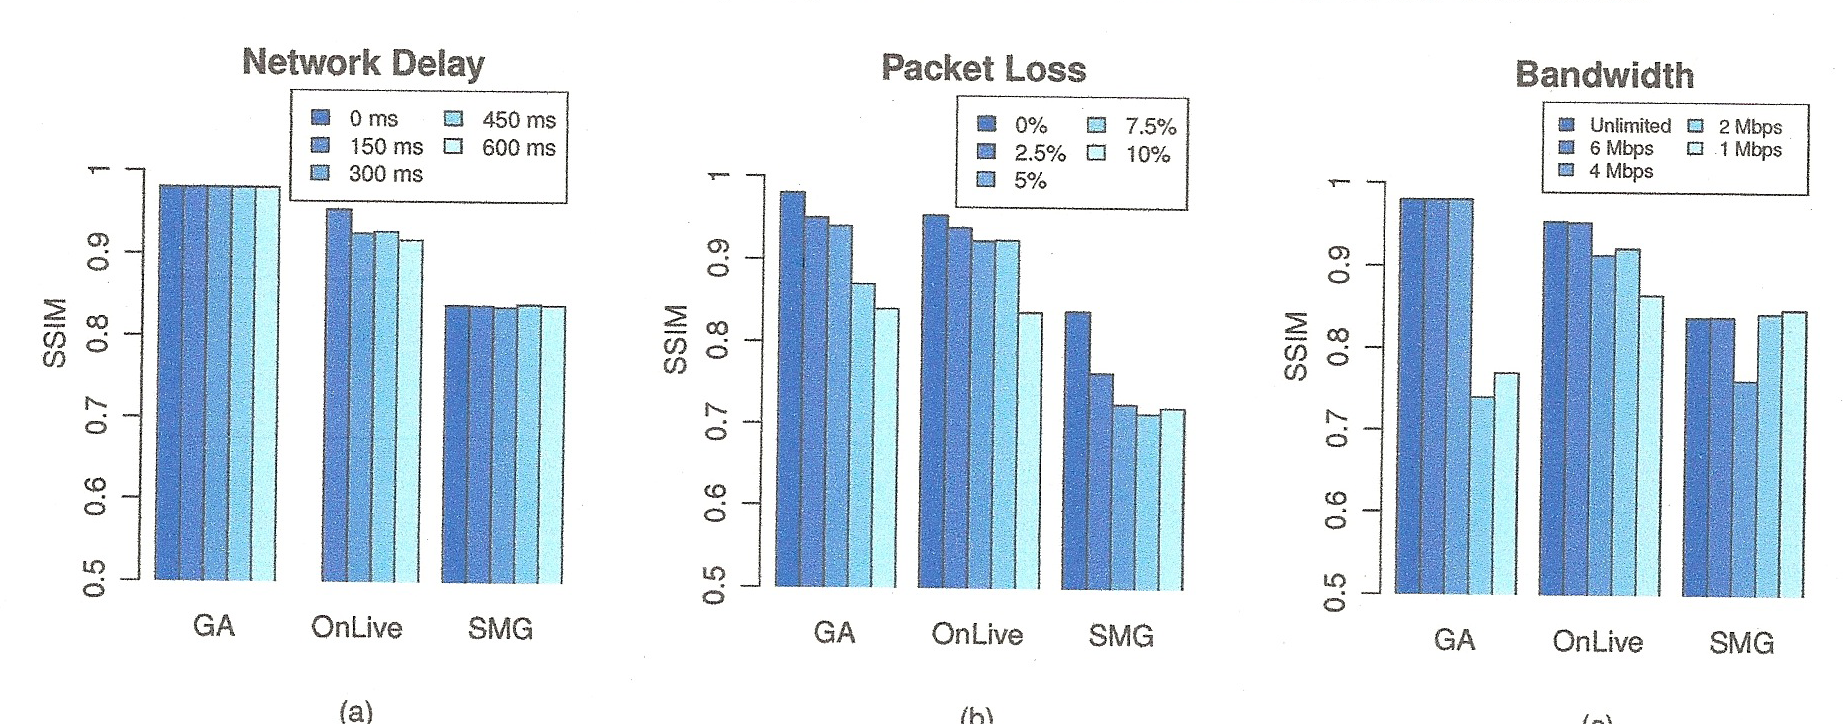 Network Delay
0 ms
450 ms
150 ms
600 ms
300 ms
SSIM
1
0.9
0.8
0.7
0.6
0.5
GA
OnLive
SMG
(a)
Packet Loss
0%
7.5%
2.5%
10%
5%
SSIM
1
0.9
0.8
0.7
0.6
0.5
GA
OnLive
SMG
(b)
Bandwidth
Unlimited
2 Mbps
6 Mbps
1 Mbps
4 Mbps
SSIM
1
0.9
0.8
0.7
0.6
0.5
GA
OnLive
SMG